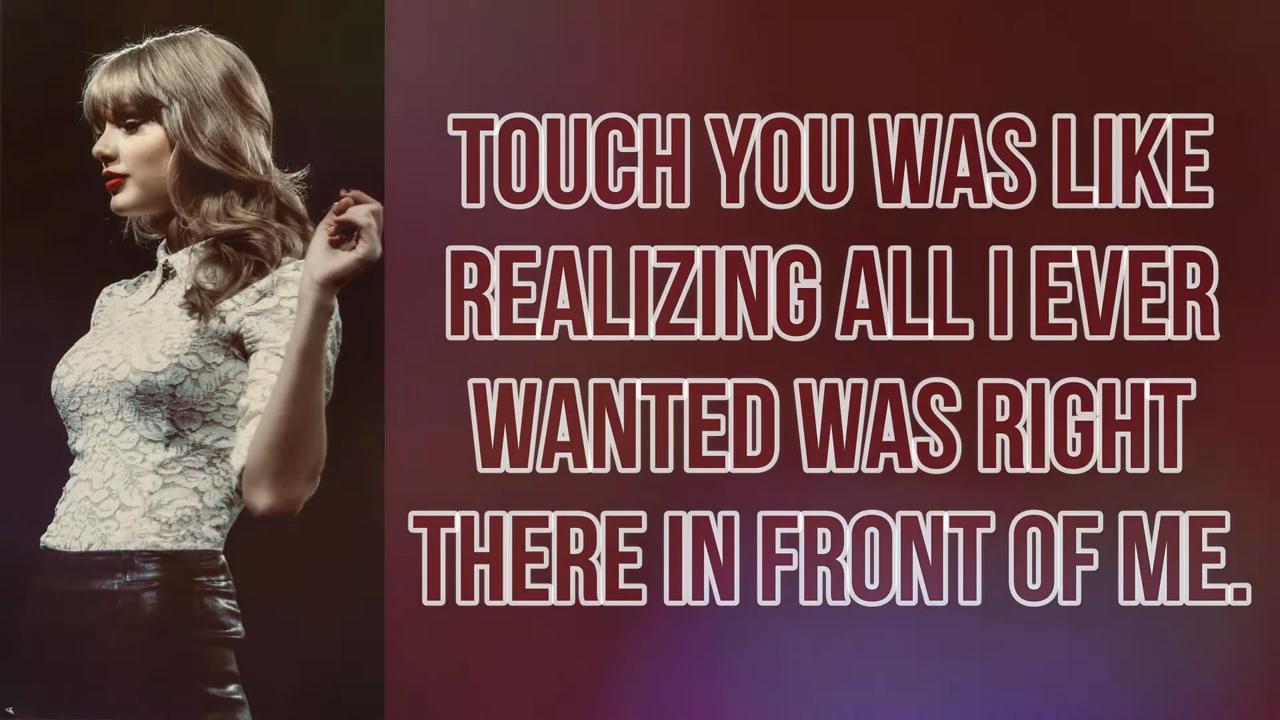 TOUCH YOU WAS LIKE
REALIZING ALL I EVER
WANTED WAS RIGHT
THERE IN FRONT OF ME.